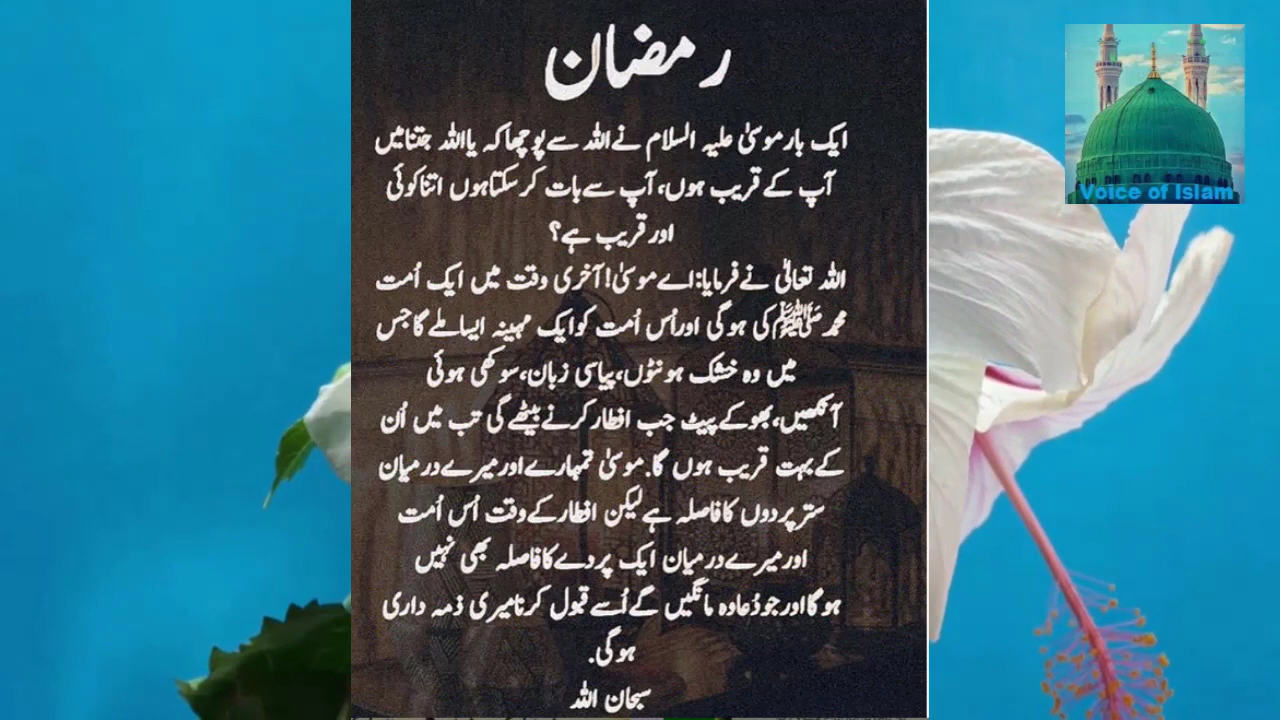 رمضان
ایک بار موسیٰ علیہ السلام نے اللہ سے پوچھا کہ یا اللہ جتنا میں
آپ کے قریب ہوں، آپ سے بات کر سکتا ہوں اتنا کوئی
اور قریب ہے؟
اللہ تعالیٰ نے فرمایا: اے موسیٰ! آخری وقت میں ایک اُمت
محمد ﷺ کی ہوگی اور اُس اُمت کو ایک مہینہ ایسا ملے گا جس
میں وہ خشک ہونٹوں، پیاسی زبان، سوکھی ہوئی
آنکھیں، بھوکے پیٹ جب افطار کرنے بیٹھے گی تب میں اُن
کے بہت قریب ہوں گا. موسیٰ تمہارے اور میرے درمیان
ستر پردوں کا فاصلہ ہے لیکن افطار کے وقت اُس اُمت
اور میرے درمیان ایک پردے کا فاصلہ بھی نہیں
ہوگا اور جو دُعا وہ مانگیں گے اُسے قبول کرنا میری ذمہ داری
ہوگی.
سبحان اللہ
Voice of Islam